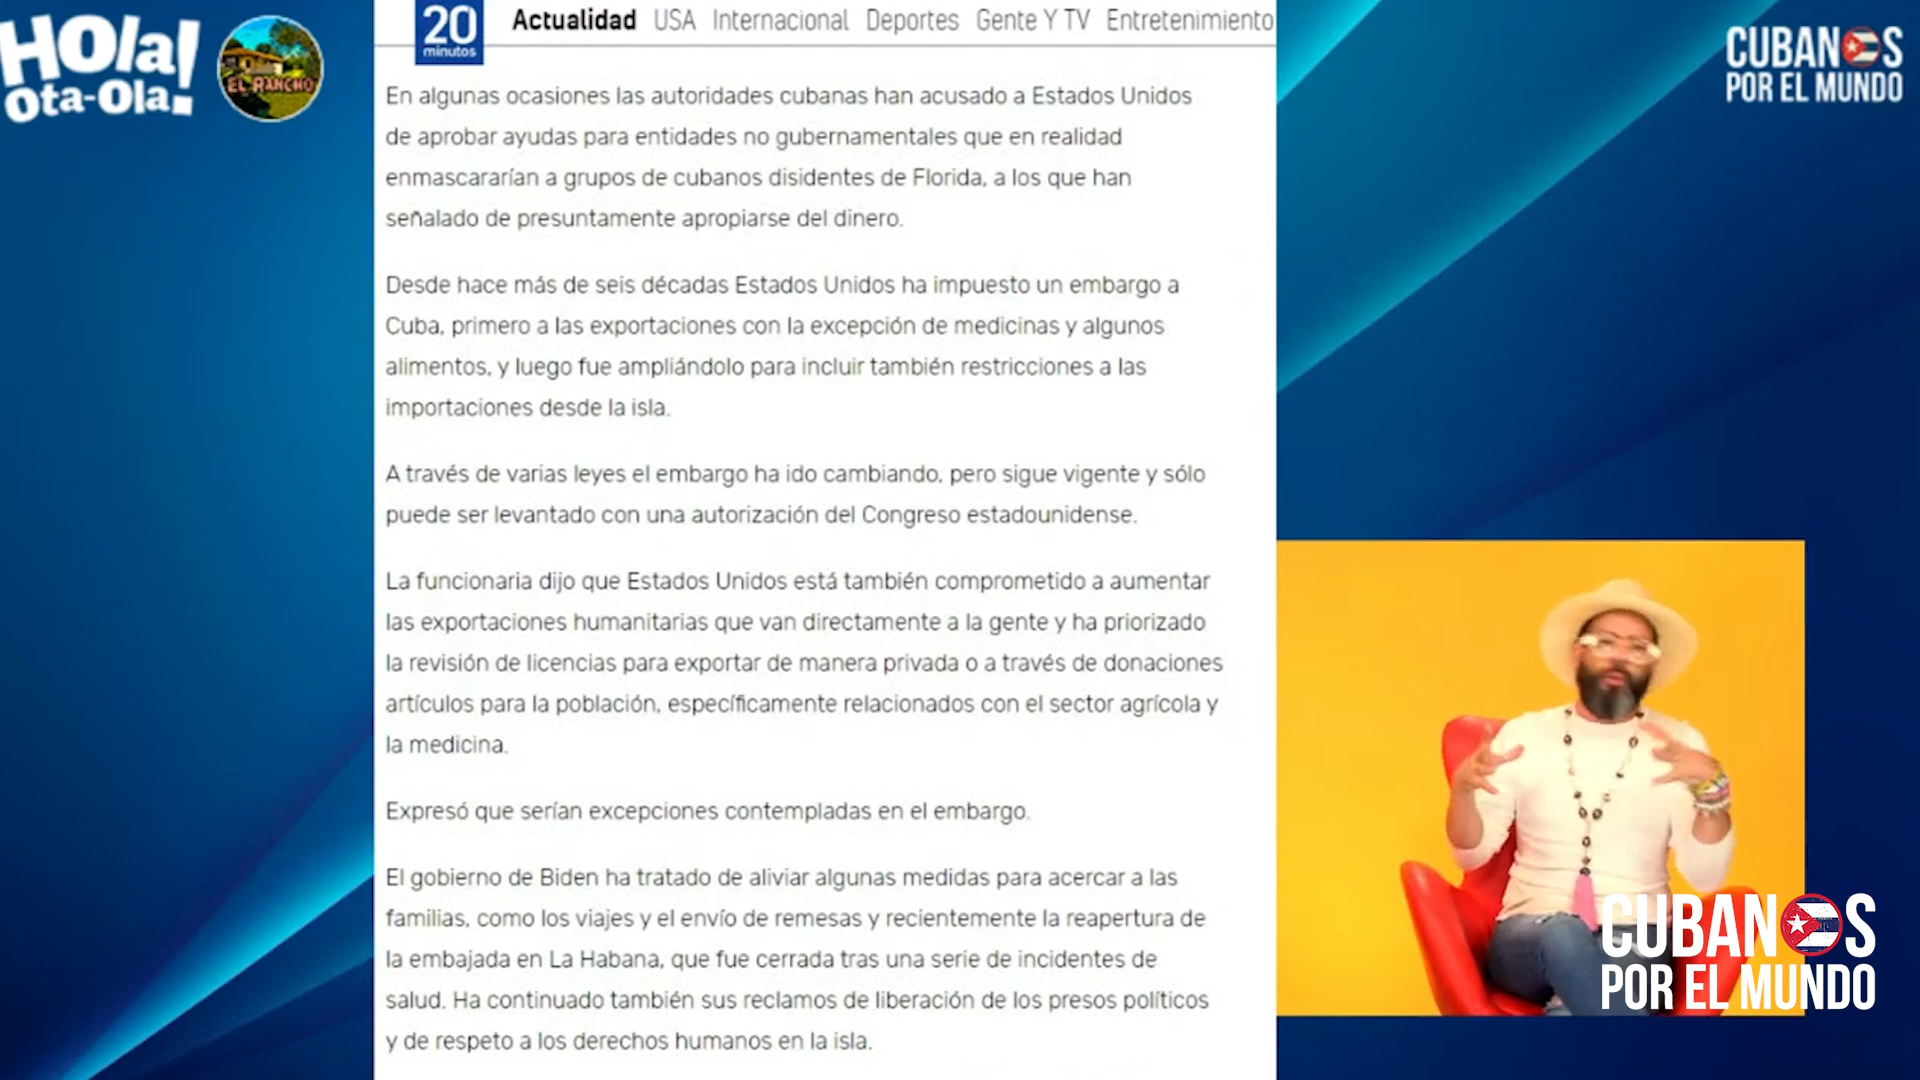 HOla!
Ota-Ola!
EL RANCHO
20
minutos
Actualidad USA Internacional Deportes Gente Y TV Entretenimiento
CUBANOS
POR EL MUNDO
En algunas ocasiones las autoridades cubanas han acusado a Estados Unidos
de aprobar ayudas para entidades no gubernamentales que en realidad
enmascararían a grupos de cubanos disidentes de Florida, a los que han
señalado de presuntamente apropiarse del dinero.
Desde hace más de seis décadas Estados Unidos ha impuesto un embargo a
Cuba, primero a las exportaciones con la excepción de medicinas y algunos
alimentos, y luego fue ampliándolo para incluir también restricciones a las
importaciones desde la isla.
A través de varias leyes el embargo ha ido cambiando, pero sigue vigente y sólo
puede ser levantado con una autorización del Congreso estadounidense.
La funcionaria dijo que Estados Unidos está también comprometido a aumentar
las exportaciones humanitarias que van directamente a la gente y ha priorizado
la revisión de licencias para exportar de manera privada o a través de donaciones
artículos para la población, específicamente relacionados con el sector agrícola y
la medicina.
Expresó que serían excepciones contempladas en el embargo.
El gobierno de Biden ha tratado de aliviar algunas medidas para acercar a las
familias, como los viajes y el envío de remesas y recientemente la reapertura de
la embajada en La Habana, que fue cerrada tras una serie de incidentes de
salud. Ha continuado también sus reclamos de liberación de los presos políticos
y de respeto a los derechos humanos en la isla.
CUBANOS
POR EL MUNDO